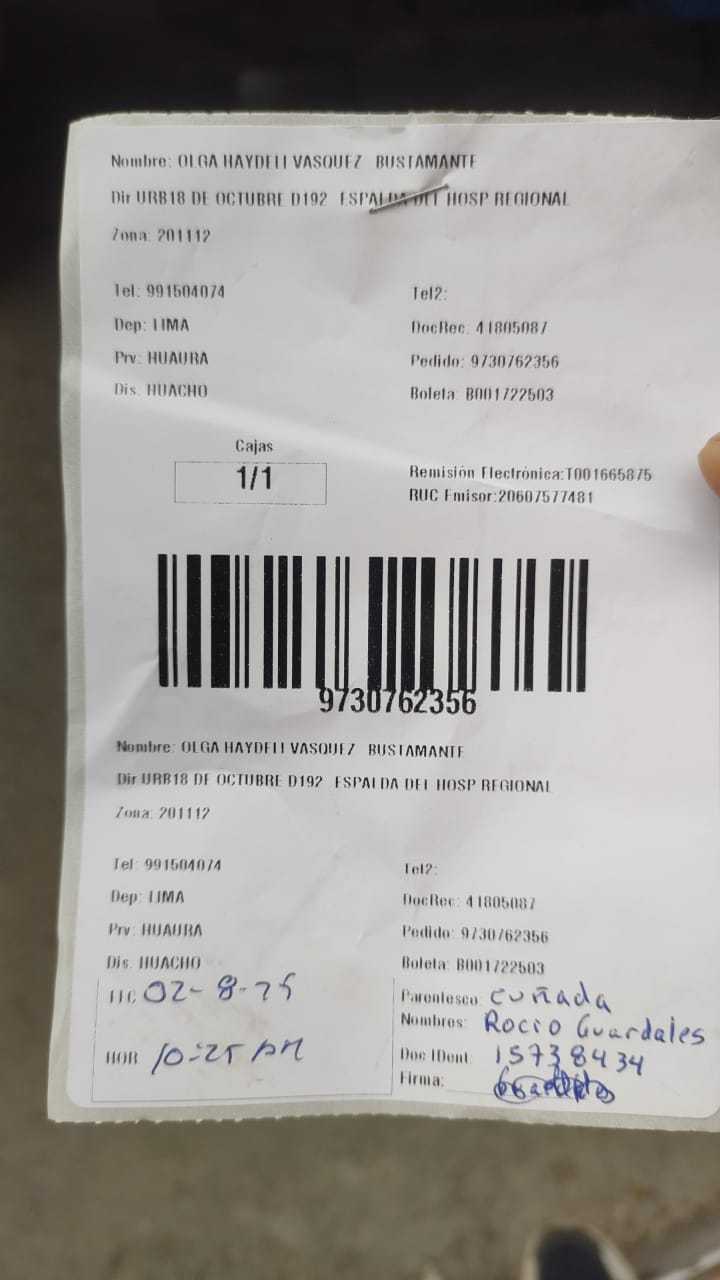 Nombre: OLGA HAYDELI VASQUEZ BUSTAMANTE
Dir URB18 DE OCTUBRE D192 ESPALDA DEL HOSP REGIONAL
Zona: 201112
Tel: 991504074 Tel2:
Dep: LIMA DocRec: 41805087
Prv: HUAURA Pedido: 9730762356
Dis. HUACHO Boleta: B001722503
Cajas
1/1
Remisión Electrónica:T001665875
RUC Emisor:20607577481
9730762356
Nombre: OLGA HAYDELI VASQUEZ BUSTAMANTE
Dir URB18 DE OCTUBRE D192 ESPALDA DEL HOSP REGIONAL
Zona: 201112
Tel: 991504074 Tel2:
Dep: LIMA DocRec: 41805087
Prv: HUAURA Pedido: 9730762356
Dis. HUACHO Boleta: B001722503
02-8-25 Parentesco: cuñada
Nombres: Rocio Guardales
HOR 10:25 AM Doc IDent: 15738434
Firma: